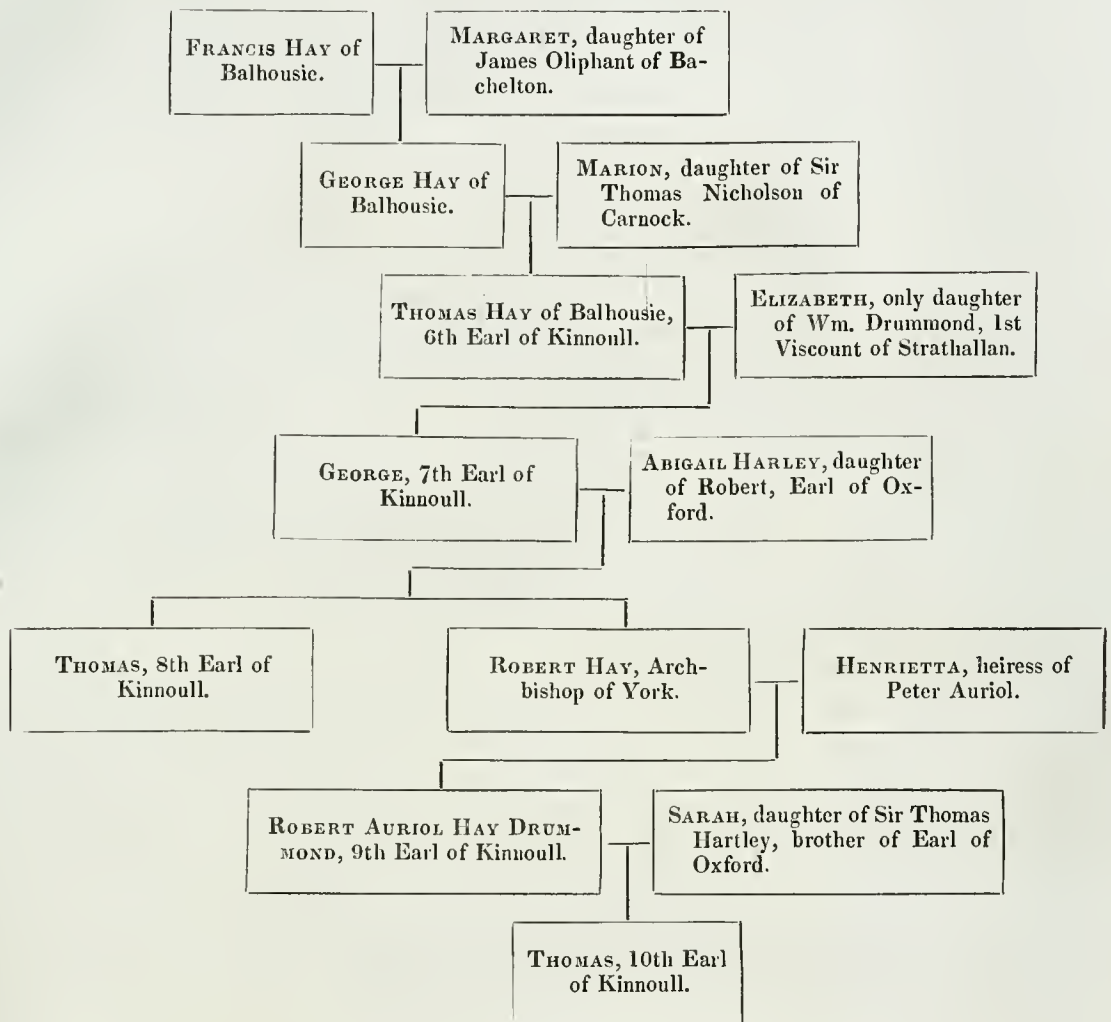 FRANCIS HAY of
Balhousie.
MARGARET, daughter of
James Oliphant of Ba-
chelton.
GEORGE HAY of
Balhousie.
MARION, daughter of Sir
Thomas Nicholson of
Carnock.
THOMAS HAY of Balhousie,
6th Earl of Kinnoull.
ELIZABETH, only daughter
of Wm. Drummond, 1st
Viscount of Strathallan.
GEORGE, 7th Earl of
Kinnoull.
ABIGAIL HARLEY, daughter
of Robert, Earl of Ox-
ford.
THOMAS, 8th Earl of
Kinnoull.
ROBERT HAY, Arch-
bishop of York.
HENRIETTA, heiress of
Peter Auriol.
ROBERT AURIOL HAY DRUM-
MOND, 9th Earl of Kinnoull.
SARAH, daughter of Sir Thomas
Hartley, brother of Earl of
Oxford.
THOMAS, 10th Earl
of Kinnoull.